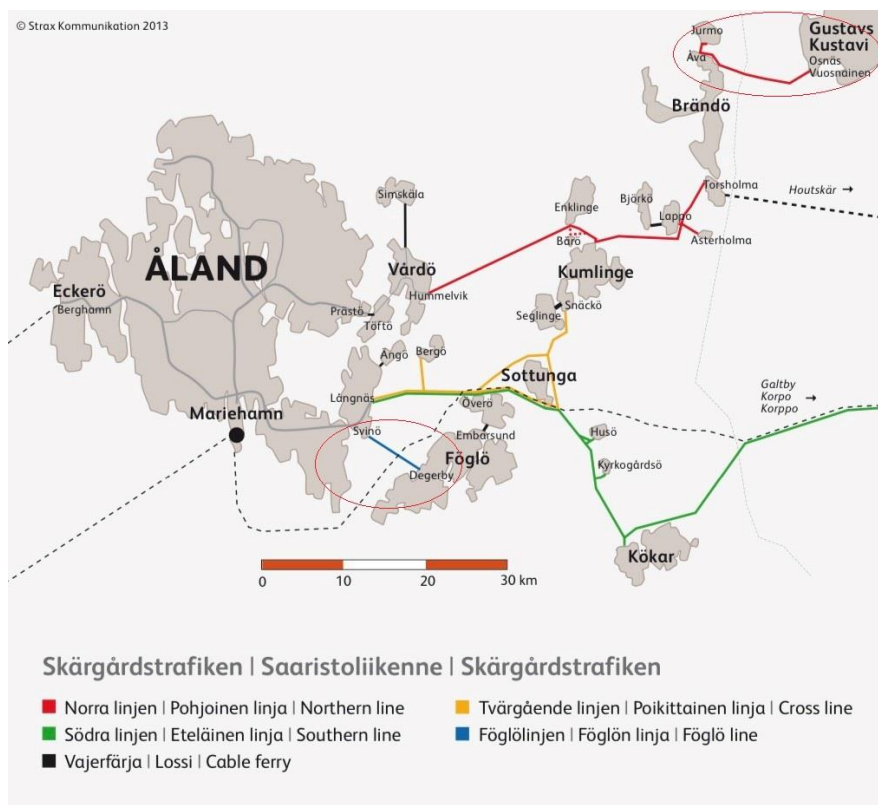 © Strax Kommunikation 2013
Jurmo
Gustavs
Kustavi
Åva
Osnäs
Vuosnainen
Brändö
Torsholma
Houtskär →
Simskäla
Enklinge
Björkö
Lappo
Asterholma
Bärö
ÅLAND
Vårdö
Kumlinge
Eckerö
Berghamn
Hummelvik
Prästö
Töftö
Seglinge
Snäckö
Ängö
Bergö
Sottunga
Långnäs
Överö
Galtby
Korpo →
Korppo
Mariehamn
Svinö
Embarsund
Husö
Degerby
Föglö
Kyrkogårdsö
Kökar
0 10 20 30 km
Skärgårdstrafiken | Saaristoliikenne | Skärgårdstrafiken
Norra linjen | Pohjoinen linja | Northern line
Tvärgående linjen | Poikittainen linja | Cross line
Södra linjen | Eteläinen linja | Southern line
Föglölinjen | Föglön linja | Föglö line
Vajerfärja | Lossi | Cable ferry